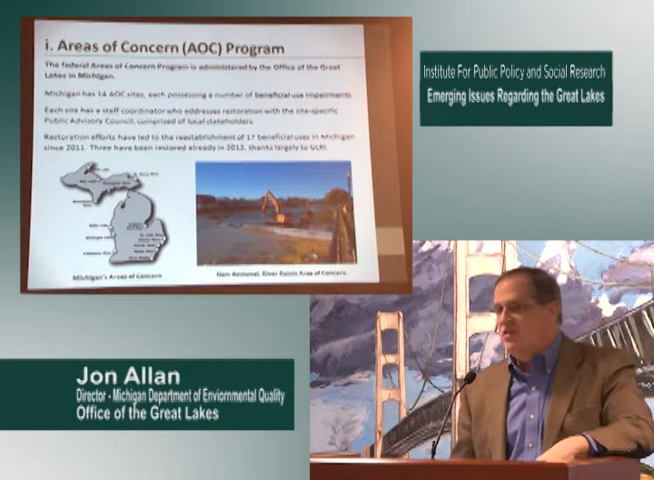 i. Areas of Concern (AOC) Program
The federal Areas of Concern Program is administered by the Office of the Great
Lakes in Michigan.
Michigan has 14 AOC sites, each possessing a number of beneficial use impairments.
Each site has a staff coordinator who addresses restoration with the site-specific
Public Advisory Council, comprised of local stakeholders.
Restoration efforts have led to the reestablishment of 17 beneficial uses in Michigan
since 2011. Three have been restored already in 2013, thanks largely to GLRI.
Michigan's Areas of Concern
Dam Removal, River Raisin Area of Concern
Institute For Public Policy and Social Research
Emerging Issues Regarding the Great Lakes
Jon Allan
Director - Michigan Department of Enviormental Quality
Office of the Great Lakes